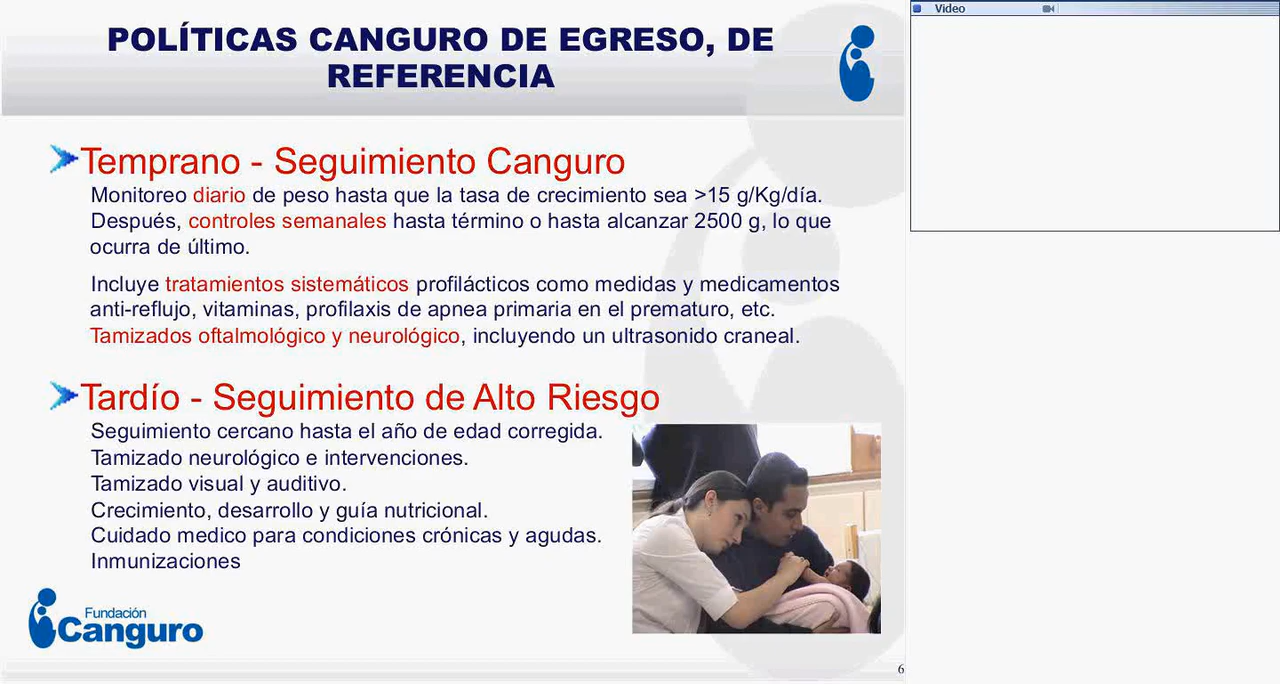 POLÍTICAS CANGURO DE EGRESO, DE
REFERENCIA
Video
Temprano - Seguimiento Canguro
Monitoreo diario de peso hasta que la tasa de crecimiento sea >15 g/Kg/día.
Después, controles semanales hasta término o hasta alcanzar 2500 g, lo que
ocurra de último.
Incluye tratamientos sistemáticos profilácticos como medidas y medicamentos
anti-reflujo, vitaminas, profilaxis de apnea primaria en el prematuro, etc.
Tamizados oftalmológico y neurológico, incluyendo un ultrasonido craneal.
Tardío - Seguimiento de Alto Riesgo
Seguimiento cercano hasta el año de edad corregida.
Tamizado neurológico e intervenciones.
Tamizado visual y auditivo.
Crecimiento, desarrollo y guía nutricional.
Cuidado medico para condiciones crónicas y agudas.
Inmunizaciones
Fundación
Canguro
6